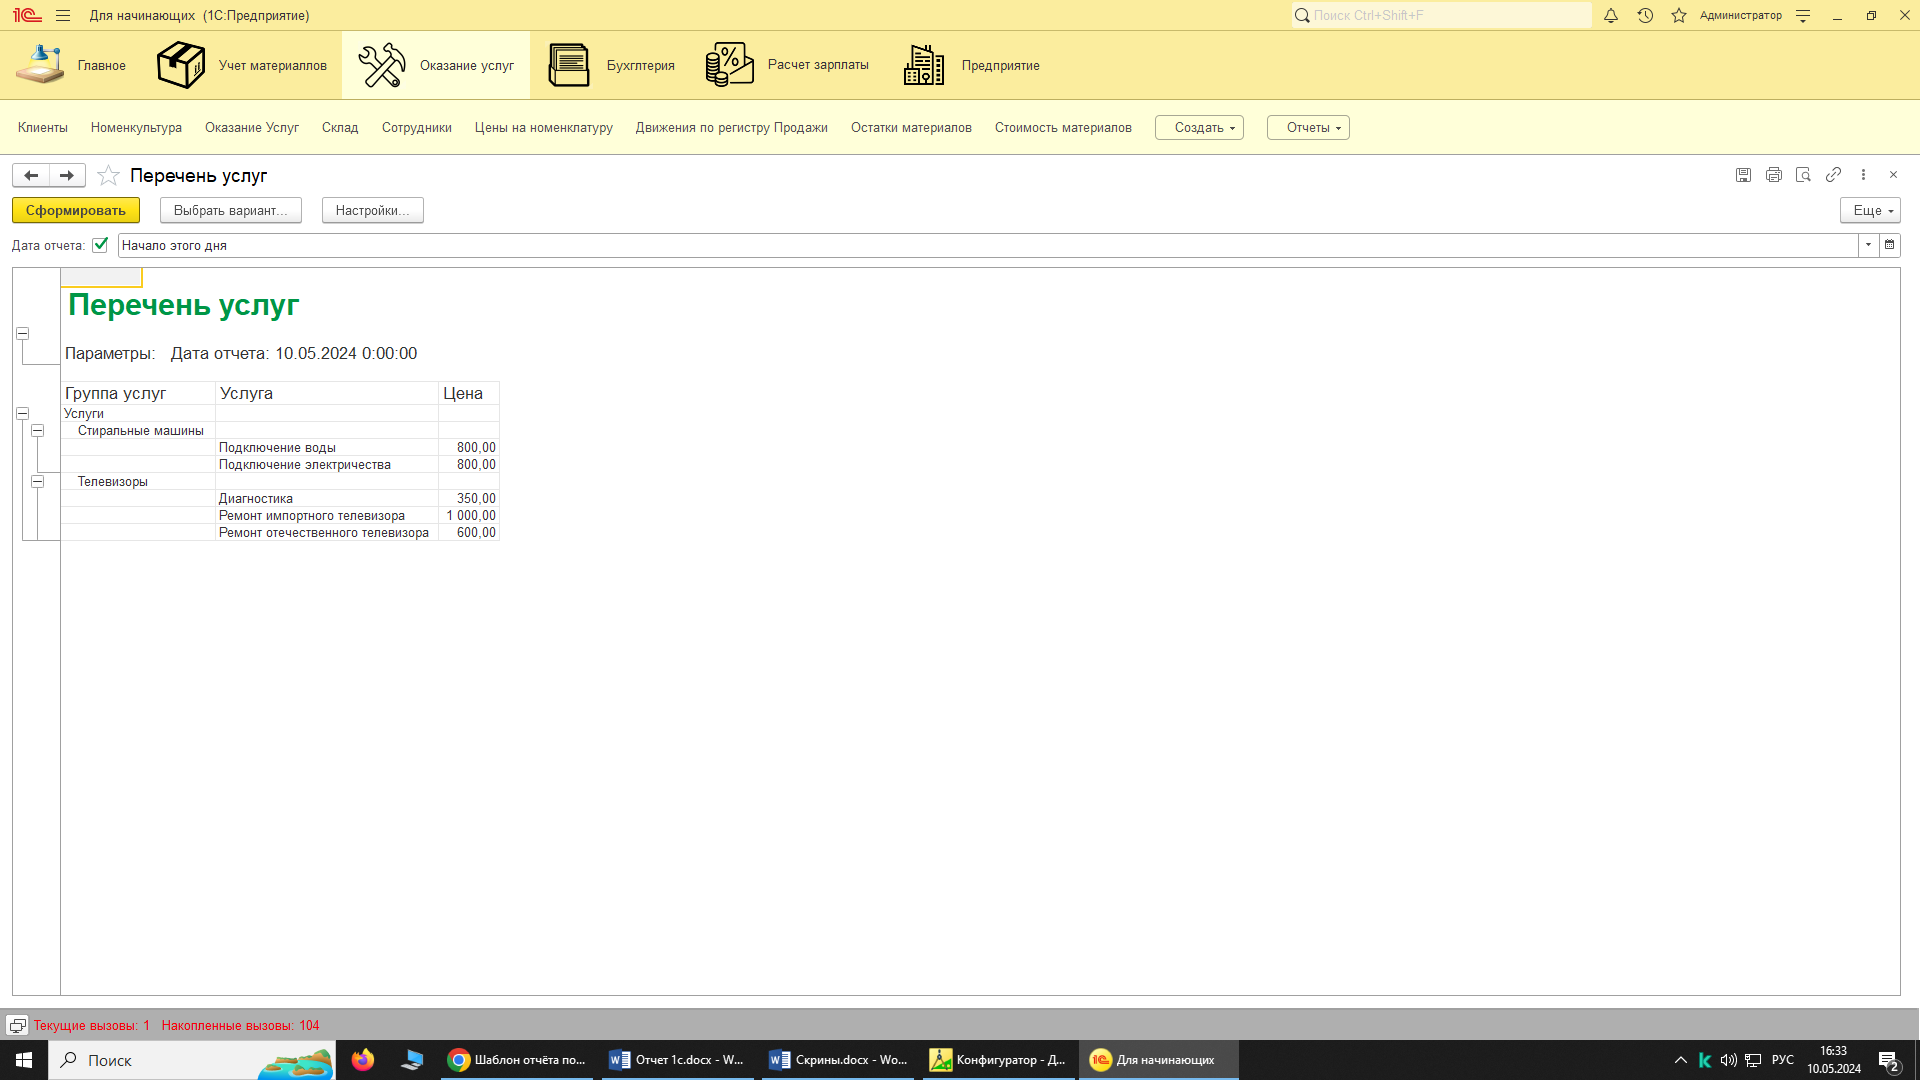 1С Для начинающих (1С:Предприятие) Поиск Ctrl+Shift+F Администратор
Главное Учет материаллов Оказание услуг Бухглтерия Расчет зарплаты Предприятие
Клиенты Номенкультура Оказание Услуг Склад Сотрудники Цены на номенклатуру Движения по регистру Продажи Остатки материалов Стоимость материалов Создать Отчеты
Перечень услуг
Сформировать Выбрать вариант... Настройки... Еще
Дата отчета: Начало этого дня
Перечень услуг
Параметры: Дата отчета: 10.05.2024 0:00:00
Группа услуг Услуга Цена
Услуги
Стиральные машины
Подключение воды 800,00
Подключение электричества 800,00
Телевизоры
Диагностика 350,00
Ремонт импортного телевизора 1 000,00
Ремонт отечественного телевизора 600,00
Текущие вызовы: 1 Накопленные вызовы: 104
Поиск Шаблон отчёта по... Отчет 1с.docx - W... Скрины.docx - Wo... Конфигуратор - Д... Для начинающих РУС 16:33
10.05.2024 2